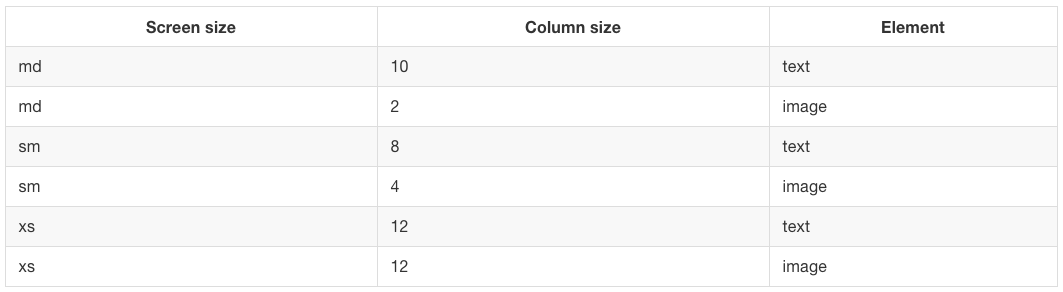 Screen size Column size Element
md 10 text
md 2 image
sm 8 text
sm 4 image
xs 12 text
xs 12 image